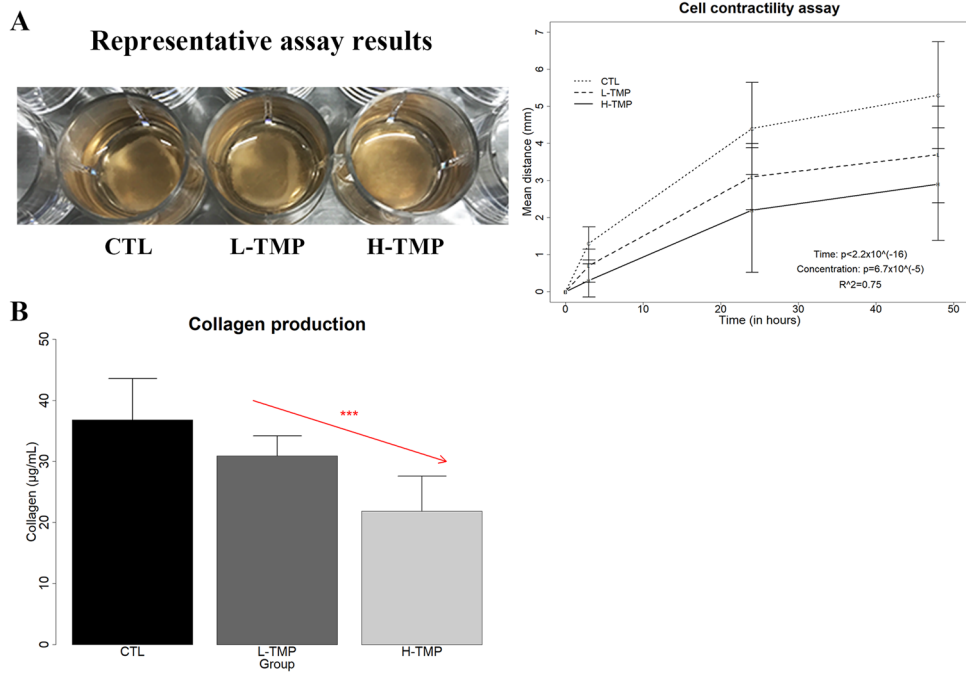 A
Representative assay results
CTL
L-TMP
H-TMP
Cell contractility assay
Mean distance (mm)
7
6
5
4
3
2
1
0
CTL
L-TMP
H-TMP
Time: p<2.2x10^(-16)
Concentration: p=6.7x10^(-5)
R^2=0.75
0
10
20
30
40
50
Time (in hours)
B
Collagen production
Collagen (µg/mL)
50
40
30
20
10
0
***
CTL
L-TMP
H-TMP
Group